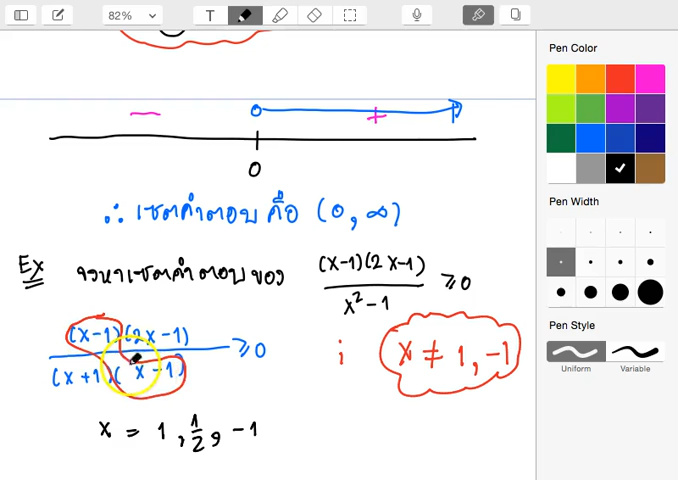 82%
T
Pen Color
− +
0
∴ เซตคำตอบ คือ (0, ∞)
Pen Width
Ex จงหาเซตคำตอบของ (x-1)(2x-1) / x² - 1 ≥ 0
(x-1)(2x-1) / (x+1)(x-1) ≥ 0 ; x ≠ 1, -1
Pen Style
Uniform Variable
x = 1, 1/2, -1